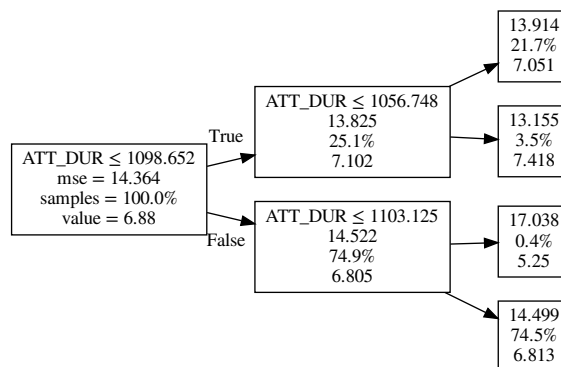 ATT_DUR ≤ 1098.652
mse = 14.364
samples = 100.0%
value = 6.88
True
False
ATT_DUR ≤ 1056.748
13.825
25.1%
7.102
ATT_DUR ≤ 1103.125
14.522
74.9%
6.805
13.914
21.7%
7.051
13.155
3.5%
7.418
17.038
0.4%
5.25
14.499
74.5%
6.813